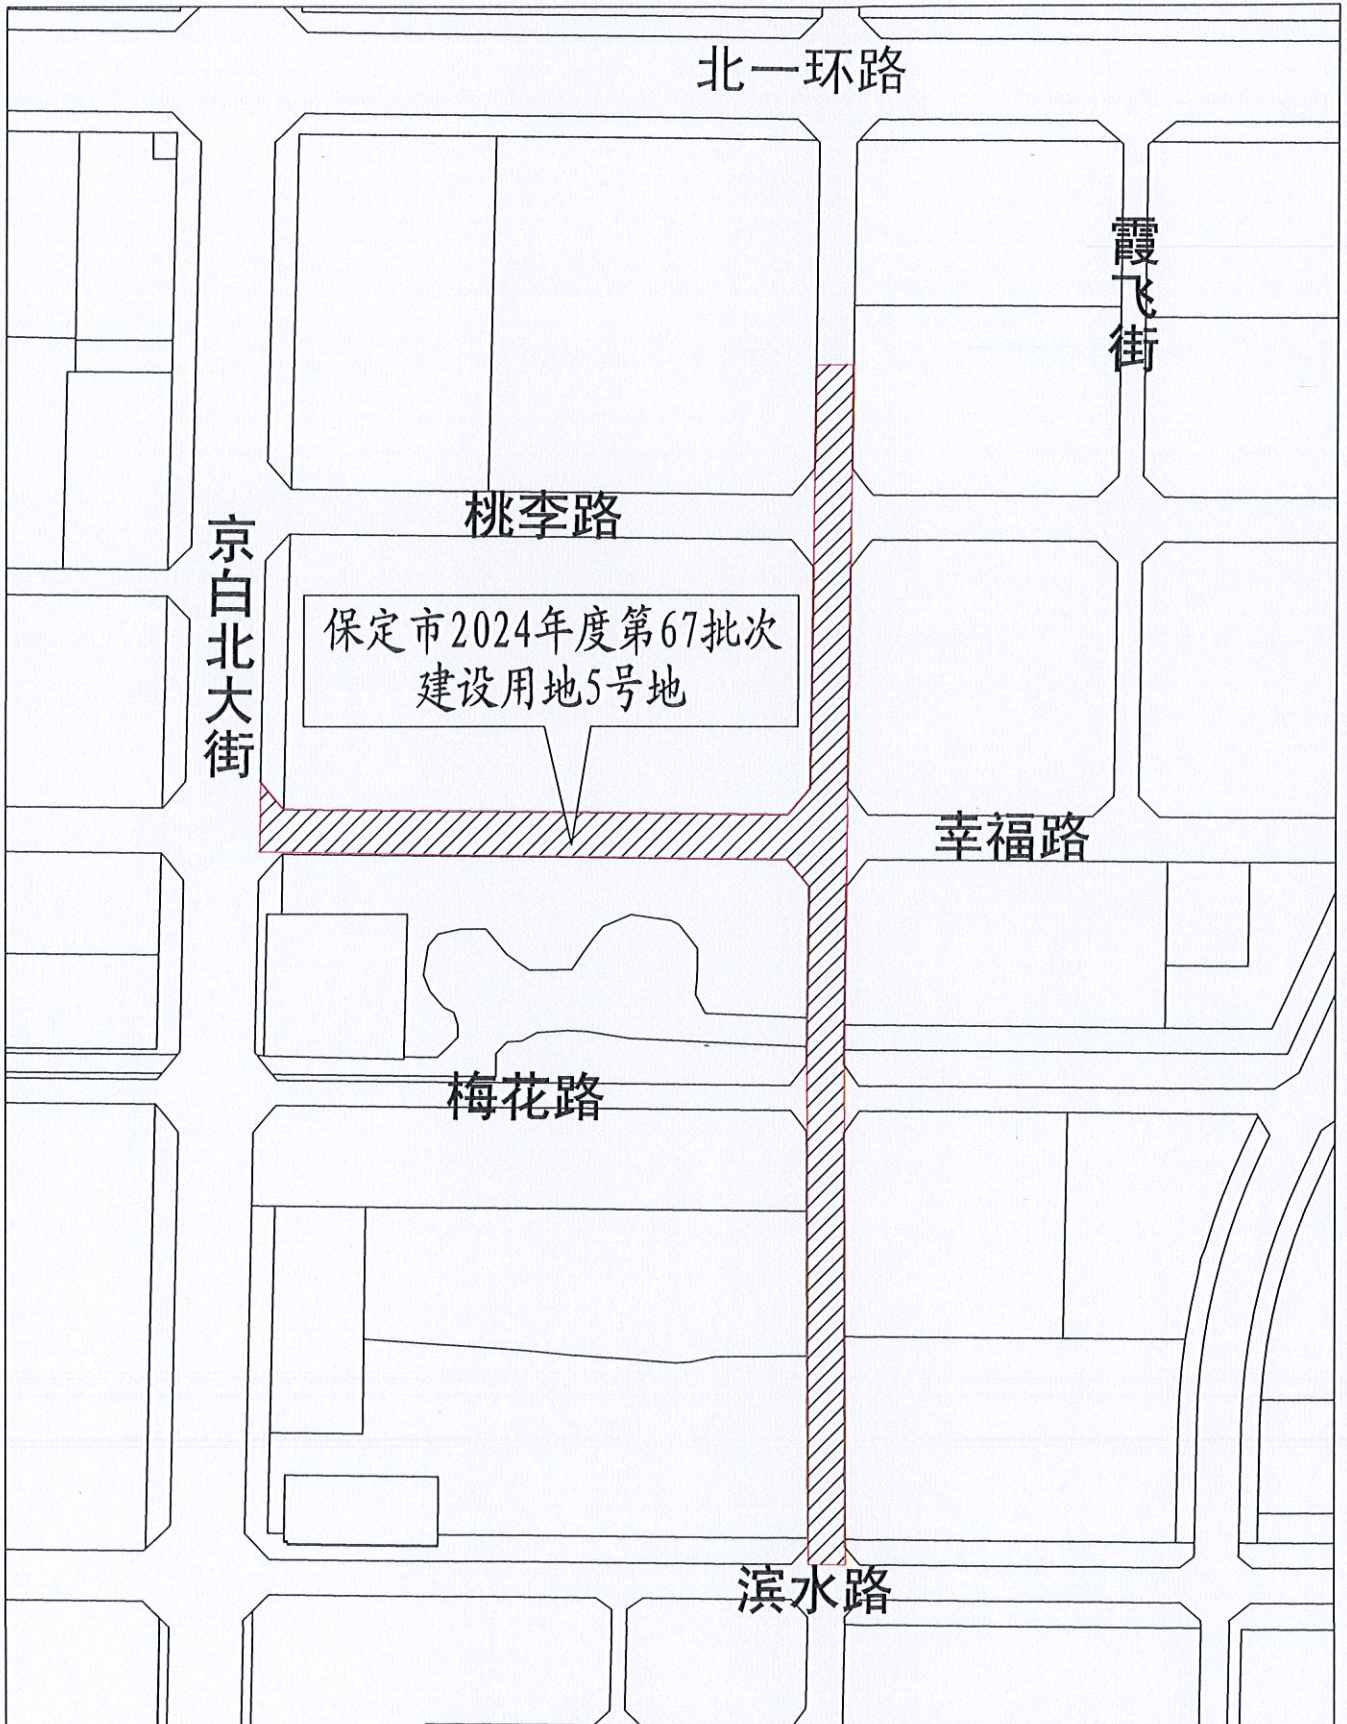 北一环路
霞飞街
桃李路
京白北大街
保定市2024年度第67批次
建设用地5号地
幸福路
梅花路
滨水路